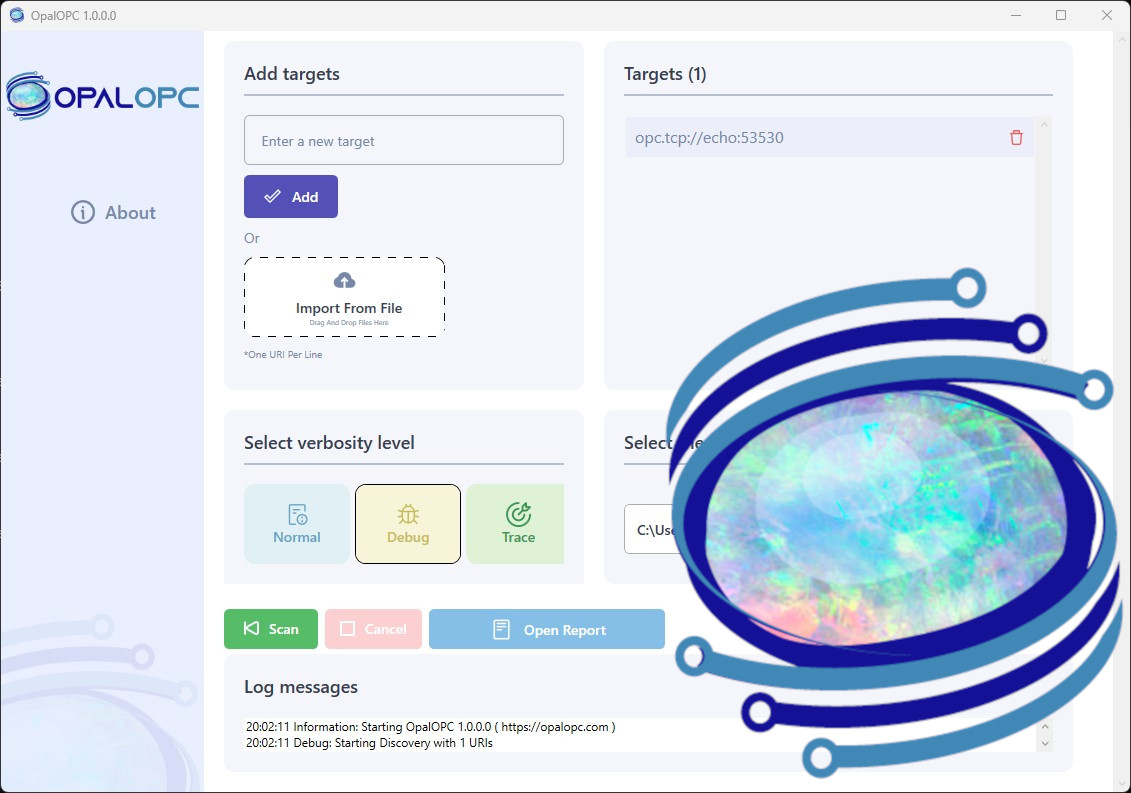 OpalOPC 1.0.0.0
OPALOPC
About
Add targets
Enter a new target
Add
Or
Import From File
Drag And Drop Files Here
*One URI Per Line
Targets (1)
opc.tcp://echo:53530
Select verbosity level
Normal
Debug
Trace
Select
C:\Use
Scan
Cancel
Open Report
Log messages
20:02:11 Information: Starting OpalOPC 1.0.0.0 ( https://opalopc.com )
20:02:11 Debug: Starting Discovery with 1 URIs